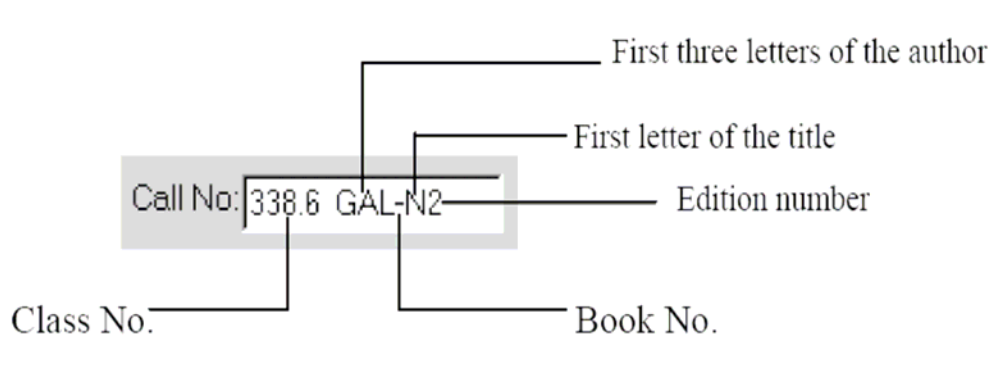 First three letters of the author
First letter of the title
Call No: 338.6 GAL-N2
Edition number
Class No.
Book No.